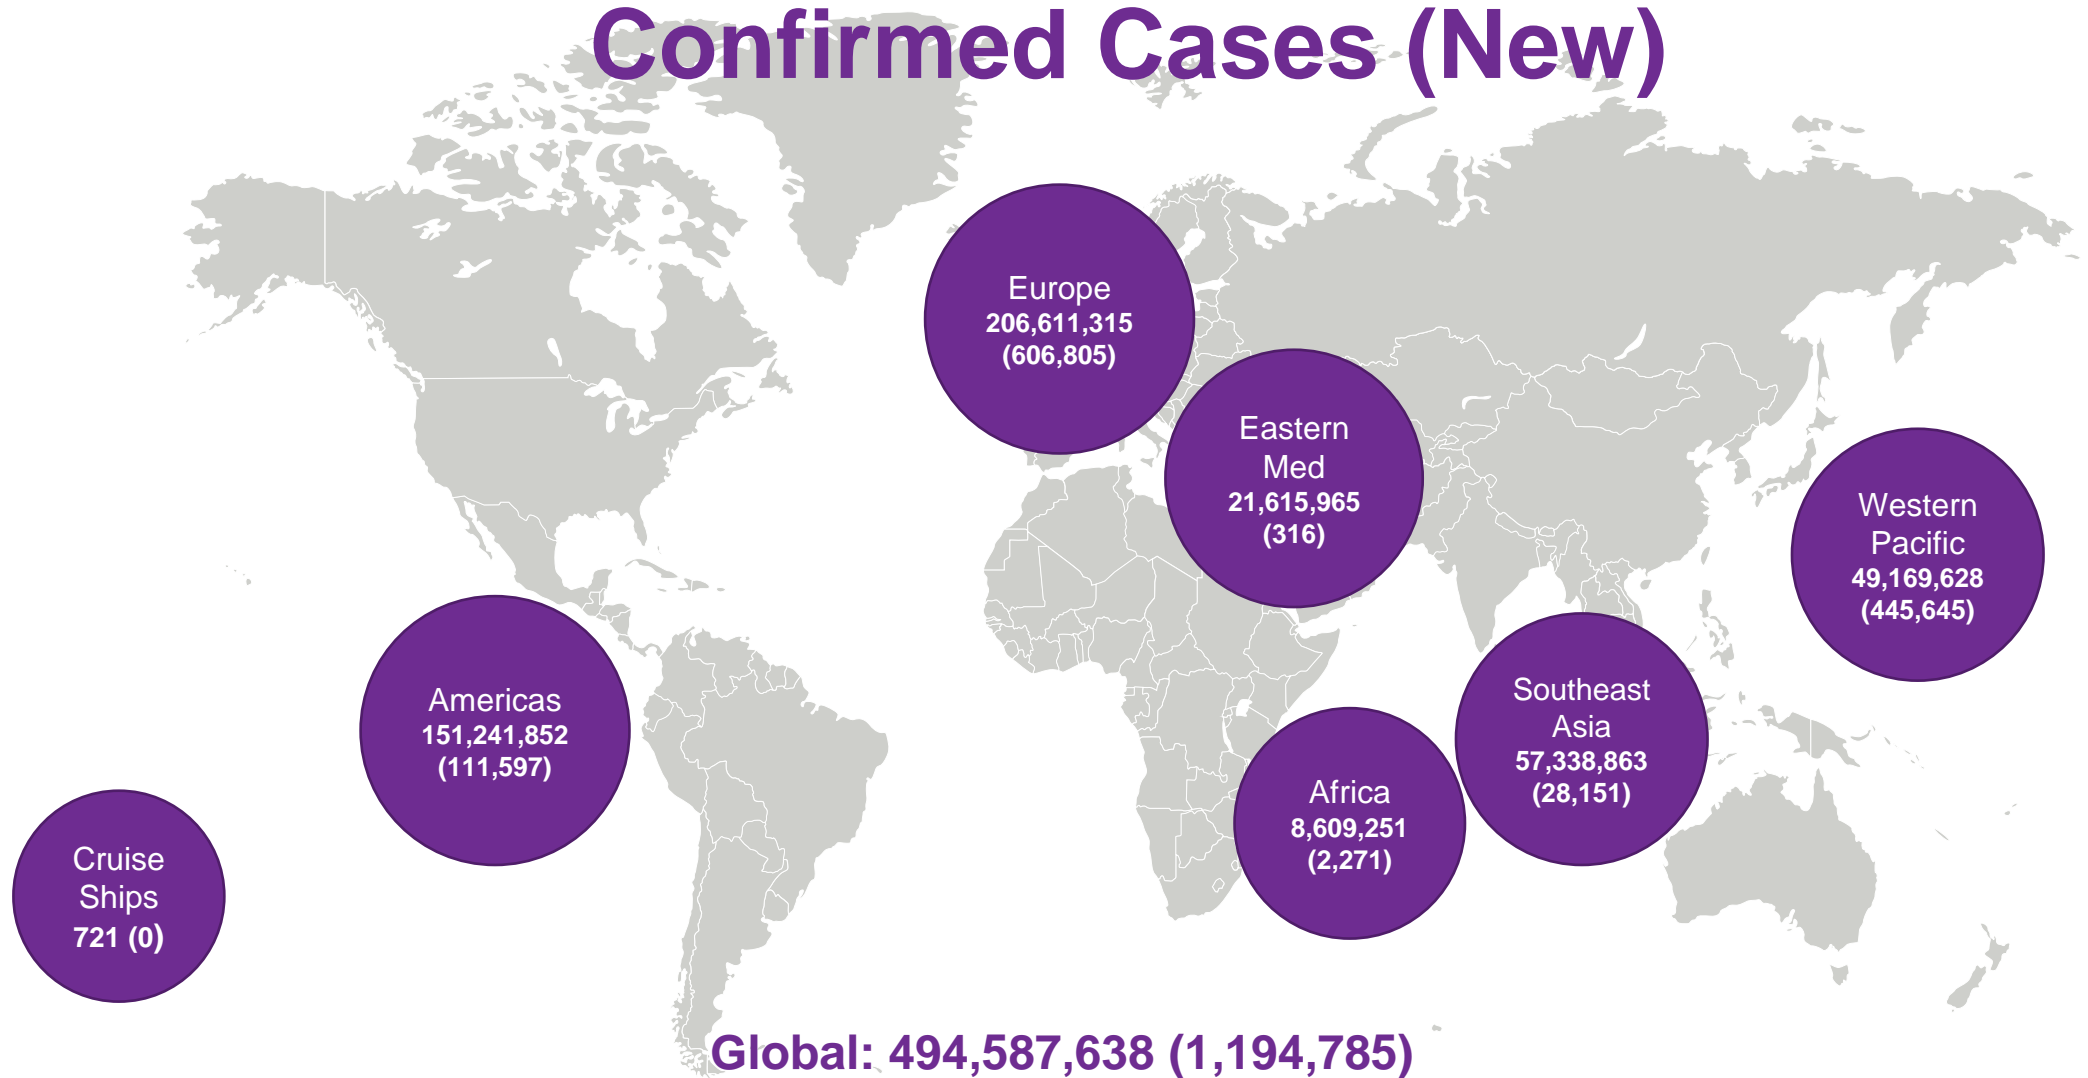 Confirmed Cases (New)
Europe
206,611,315
(606,805)
Eastern
Med
21,615,965
(316)
Western
Pacific
49,169,628
(445,645)
Americas
151,241,852
(111,597)
Southeast
Asia
57,338,863
(28,151)
Africa
8,609,251
(2,271)
Cruise
Ships
721 (0)
Global: 494,587,638 (1,194,785)